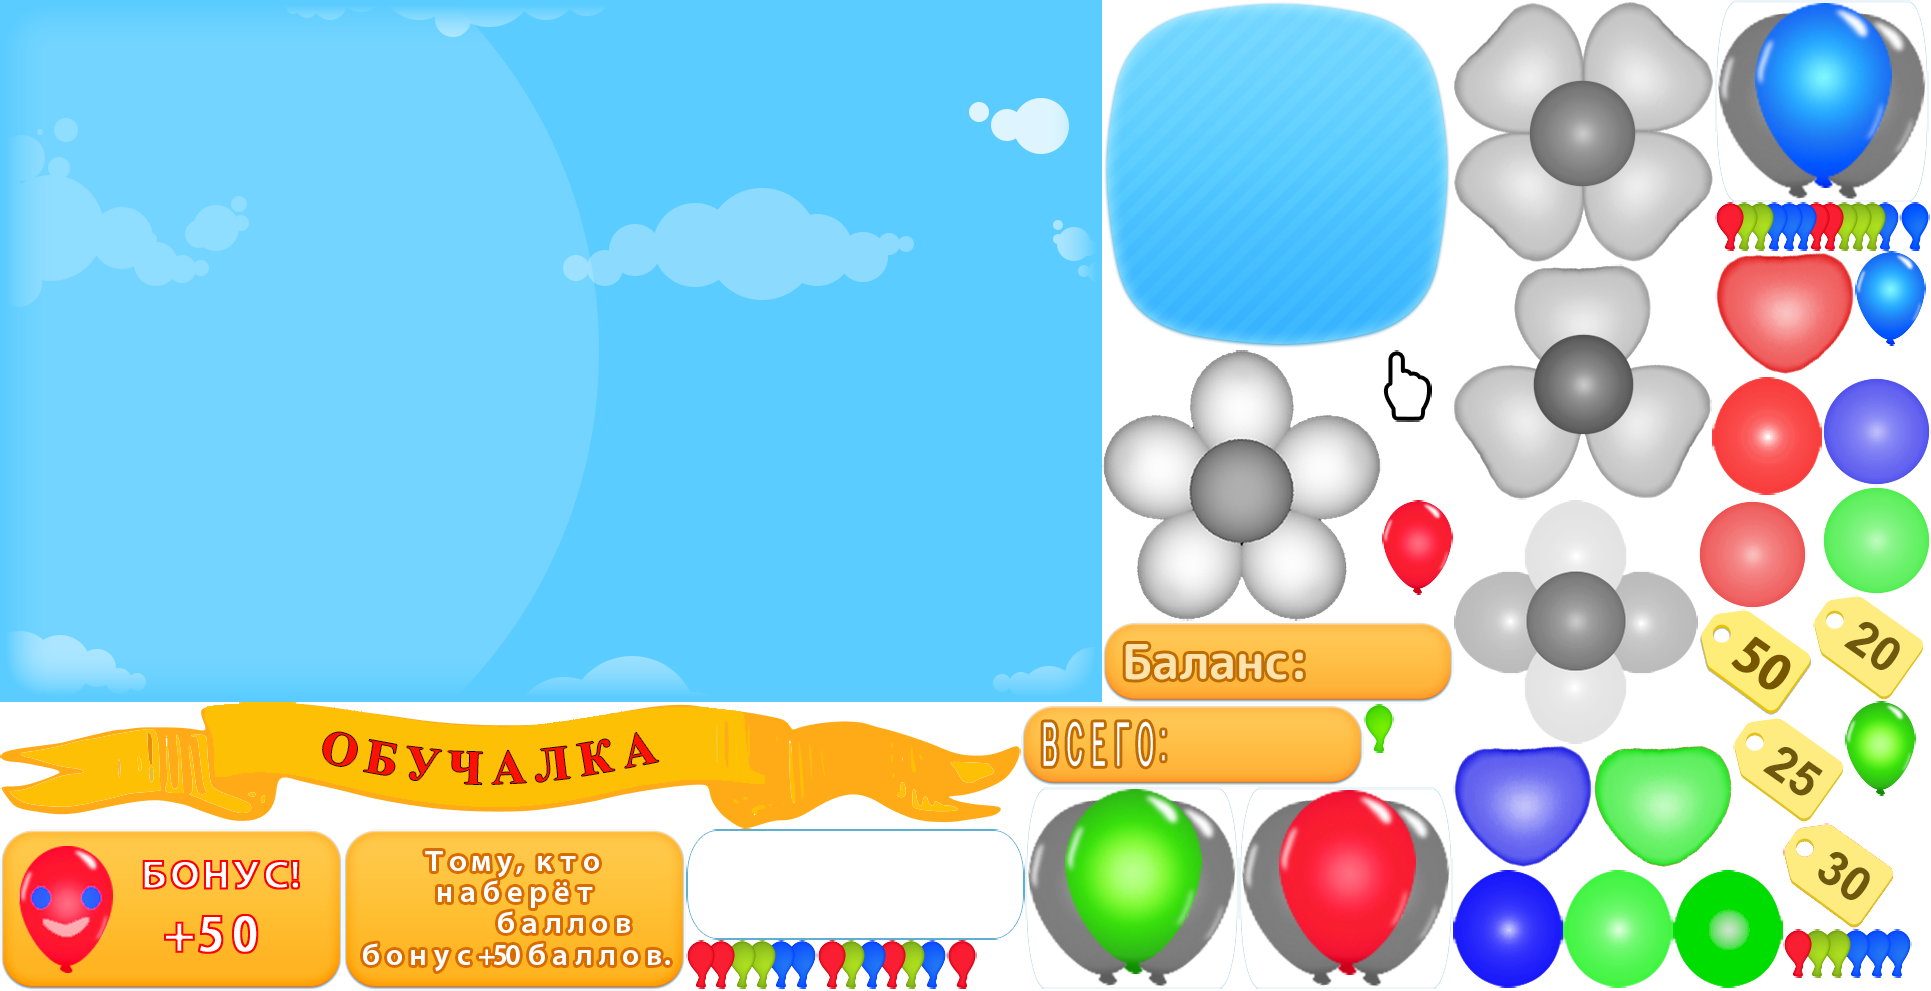 Баланс:
50
20
ВСЕГО:
ОБУЧАЛКА
25
БОНУС!
+50
Тому, кто
наберёт
баллов
бонус+50 баллов.
30